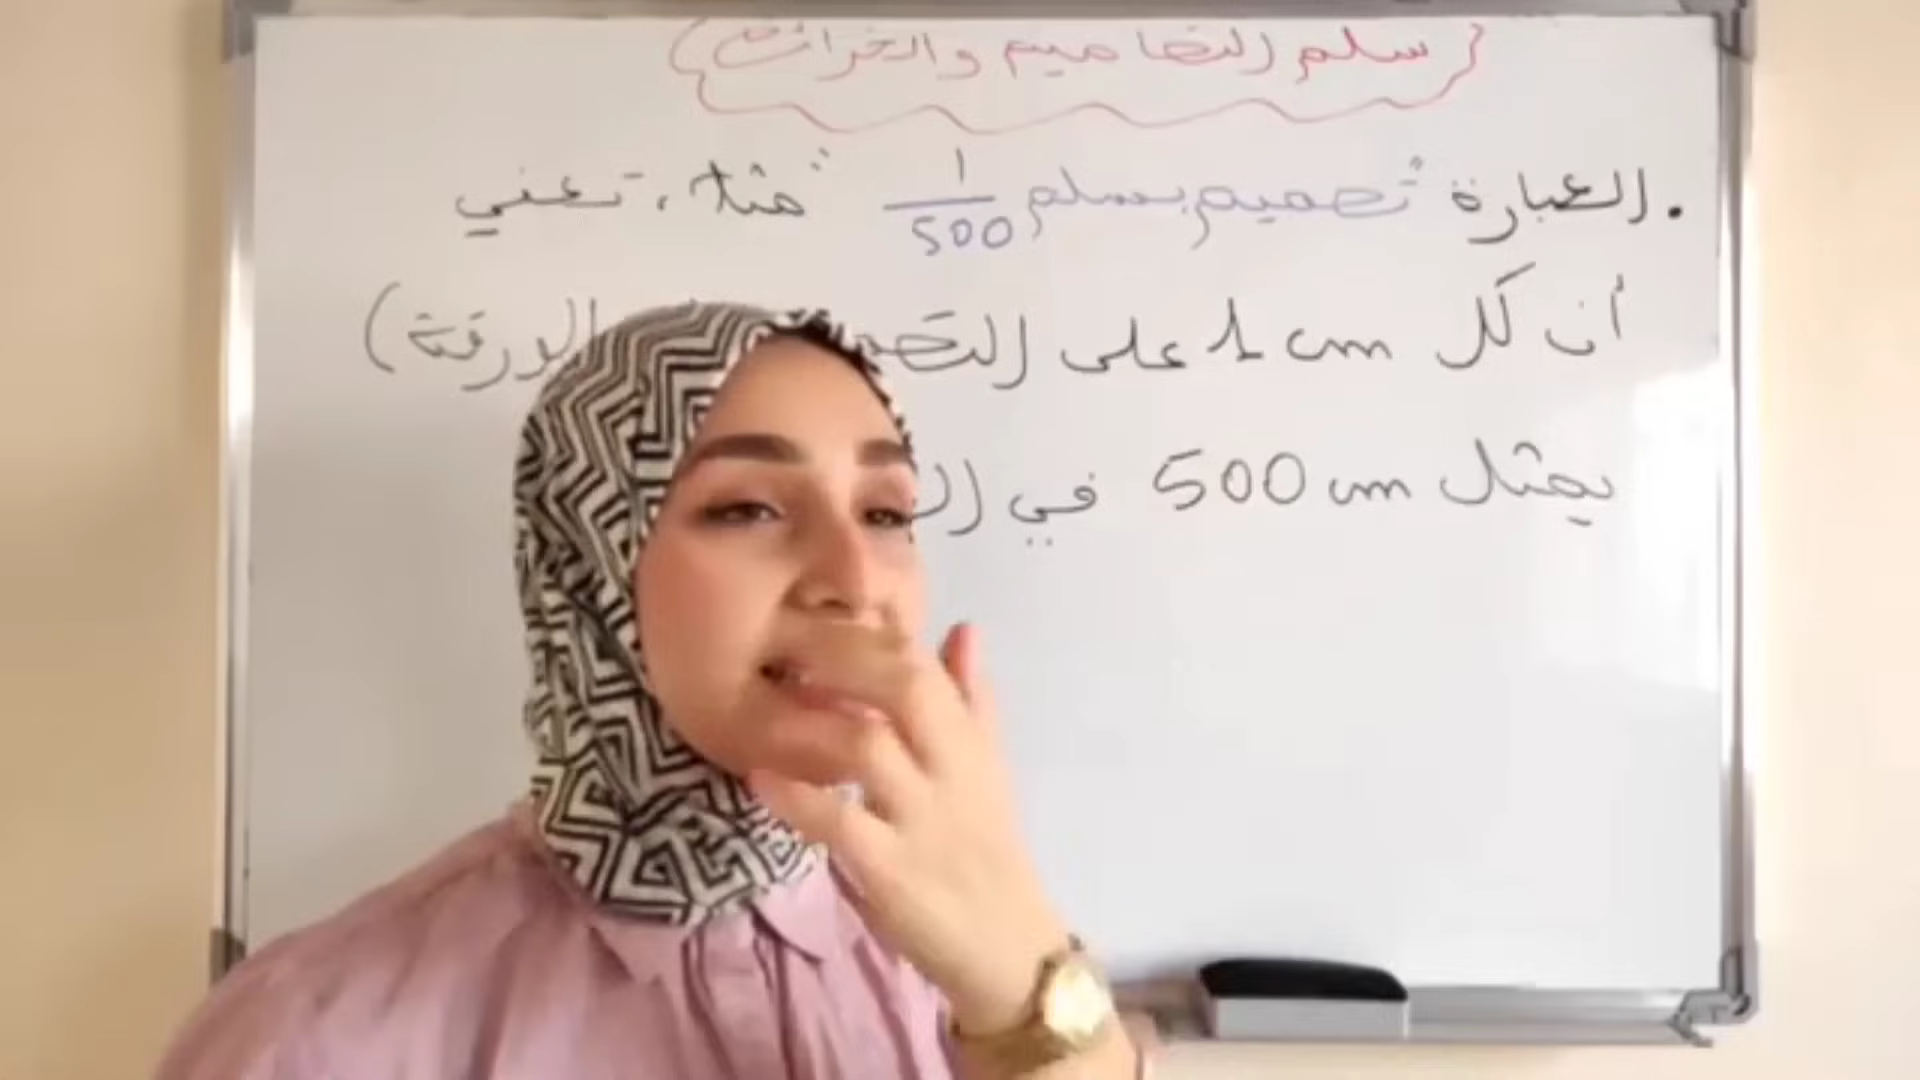 سلم التصاميم والخرائط
. العبارة "تصميم بسلم 1/500" مثلا، تعني
أن كل 1 cm على الورقة)
يمثل 500 cm في